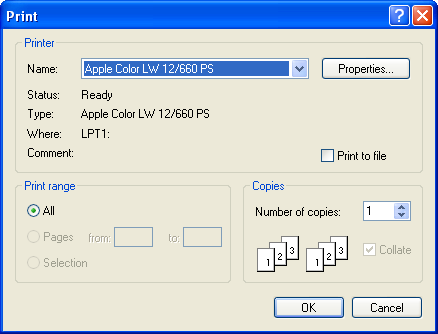 Print
Printer
Name: Apple Color LW 12/660 PS Properties...
Status: Ready
Type: Apple Color LW 12/660 PS
Where: LPT1:
Comment: Print to file
Print range
All
Pages from: to:
Selection
Copies
Number of copies: 1
1 2 3 1 2 3 Collate
OK Cancel